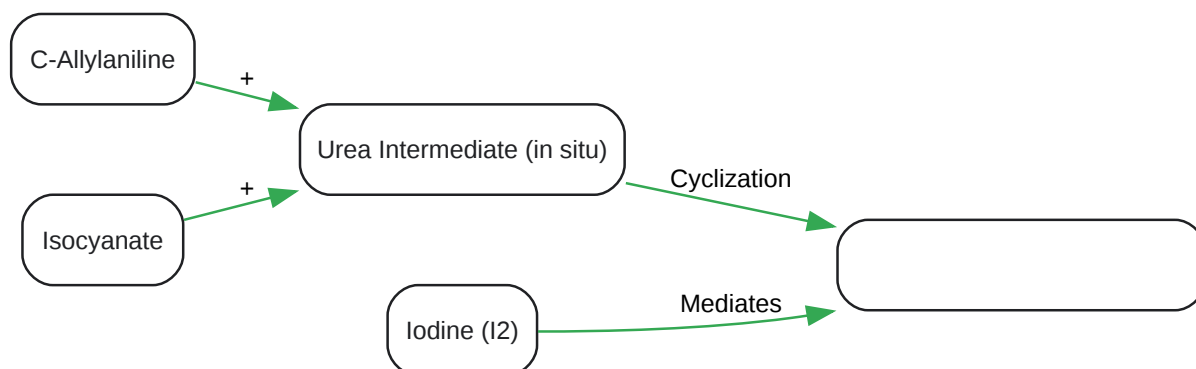 C-Allylaniline
+
Urea Intermediate (in situ)
+
Cyclization
Isocyanate
Mediates
Iodine (I2)